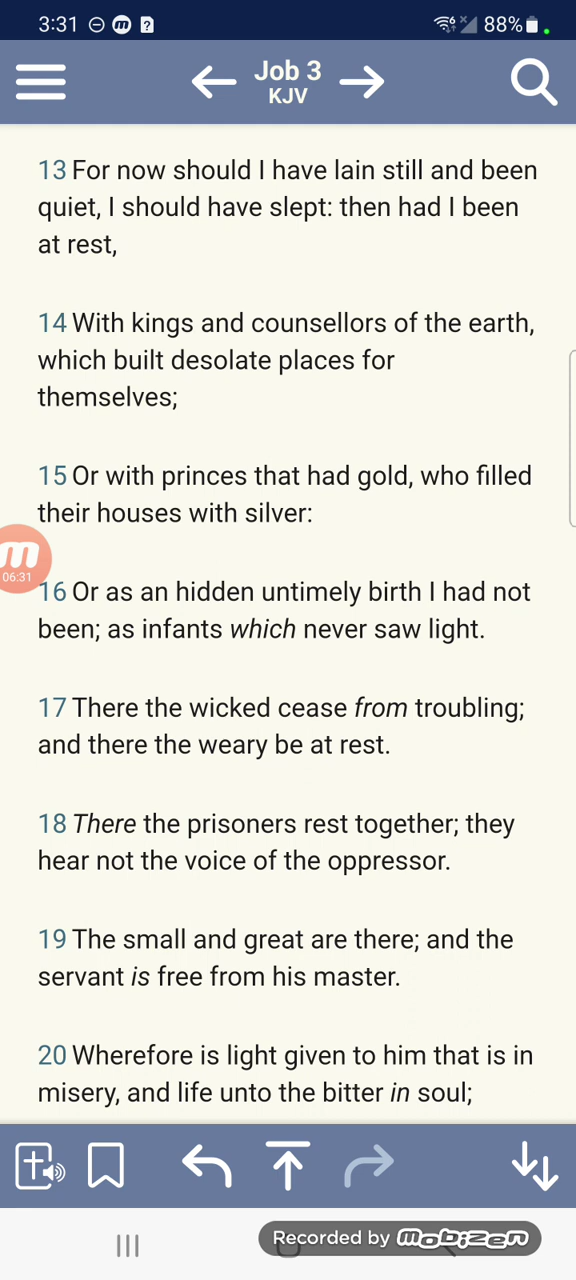 3:31 88%
Job 3
KJV
13 For now should I have lain still and been
quiet, I should have slept: then had I been
at rest,
14 With kings and counsellors of the earth,
which built desolate places for
themselves;
15 Or with princes that had gold, who filled
their houses with silver:
06:31
16 Or as an hidden untimely birth I had not
been; as infants which never saw light.
17 There the wicked cease from troubling;
and there the weary be at rest.
18 There the prisoners rest together; they
hear not the voice of the oppressor.
19 The small and great are there; and the
servant is free from his master.
20 Wherefore is light given to him that is in
misery, and life unto the bitter in soul;
Recorded by mobizen